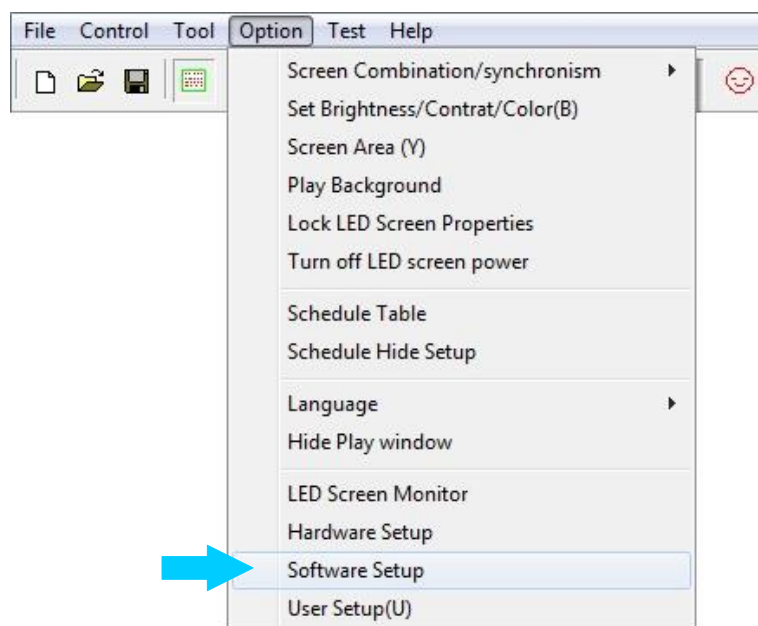 File Control Tool Option Test Help
Screen Combination/synchronism
Set Brightness/Contrat/Color(B)
Screen Area (Y)
Play Background
Lock LED Screen Properties
Turn off LED screen power
Schedule Table
Schedule Hide Setup
Language
Hide Play window
LED Screen Monitor
Hardware Setup
Software Setup
User Setup(U)